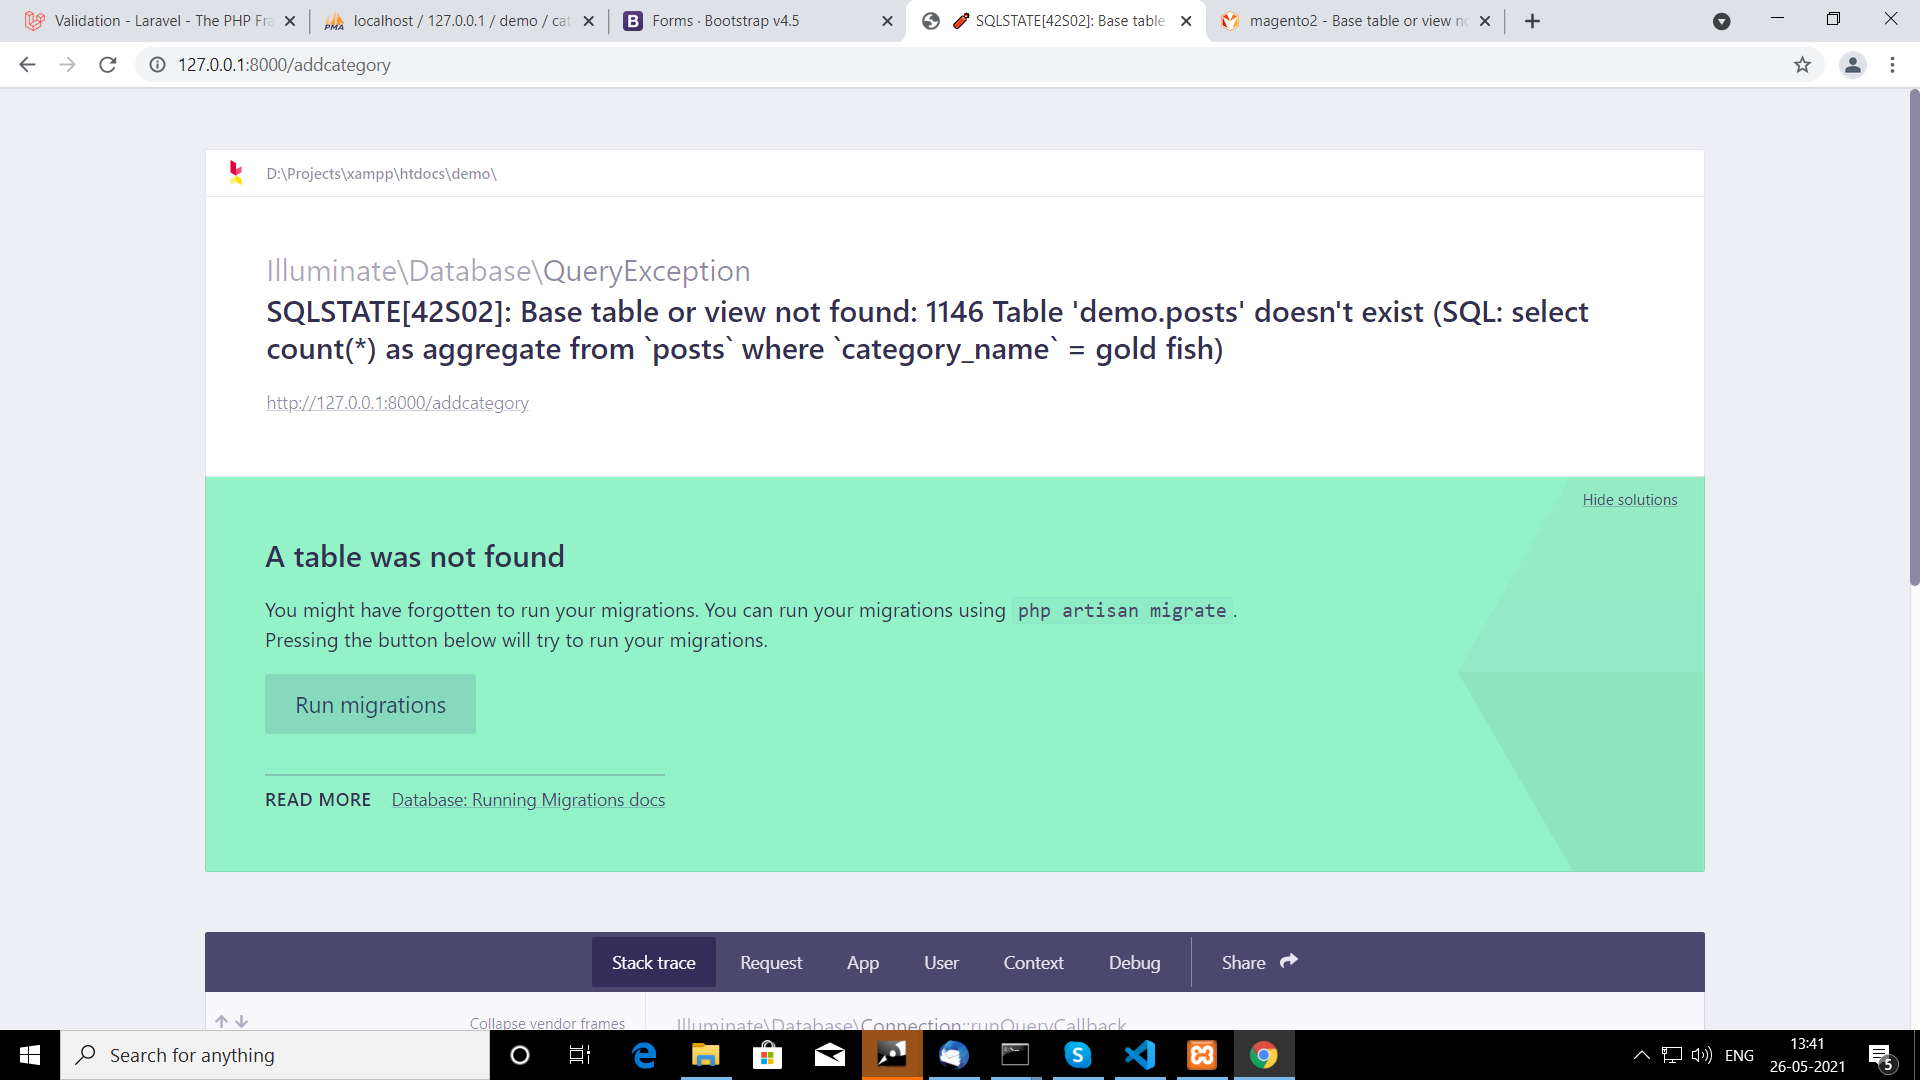 Validation - Laravel - The PHP Fra
localhost / 127.0.0.1 / demo / cat
Forms · Bootstrap v4.5
SQLSTATE[42S02]: Base table
magento2 - Base table or view no
127.0.0.1:8000/addcategory
D:\Projects\xampp\htdocs\demo\
Illuminate\Database\QueryException
SQLSTATE[42S02]: Base table or view not found: 1146 Table 'demo.posts' doesn't exist (SQL: select
count(*) as aggregate from `posts` where `category_name` = gold fish)
http://127.0.0.1:8000/addcategory
Hide solutions
A table was not found
You might have forgotten to run your migrations. You can run your migrations using php artisan migrate.
Pressing the button below will try to run your migrations.
Run migrations
READ MORE Database: Running Migrations docs
Stack trace Request App User Context Debug Share
Collapse vendor frames
Illuminate\Database\Connection::runQueryCallback
Search for anything
ENG
13:41
26-05-2021
5